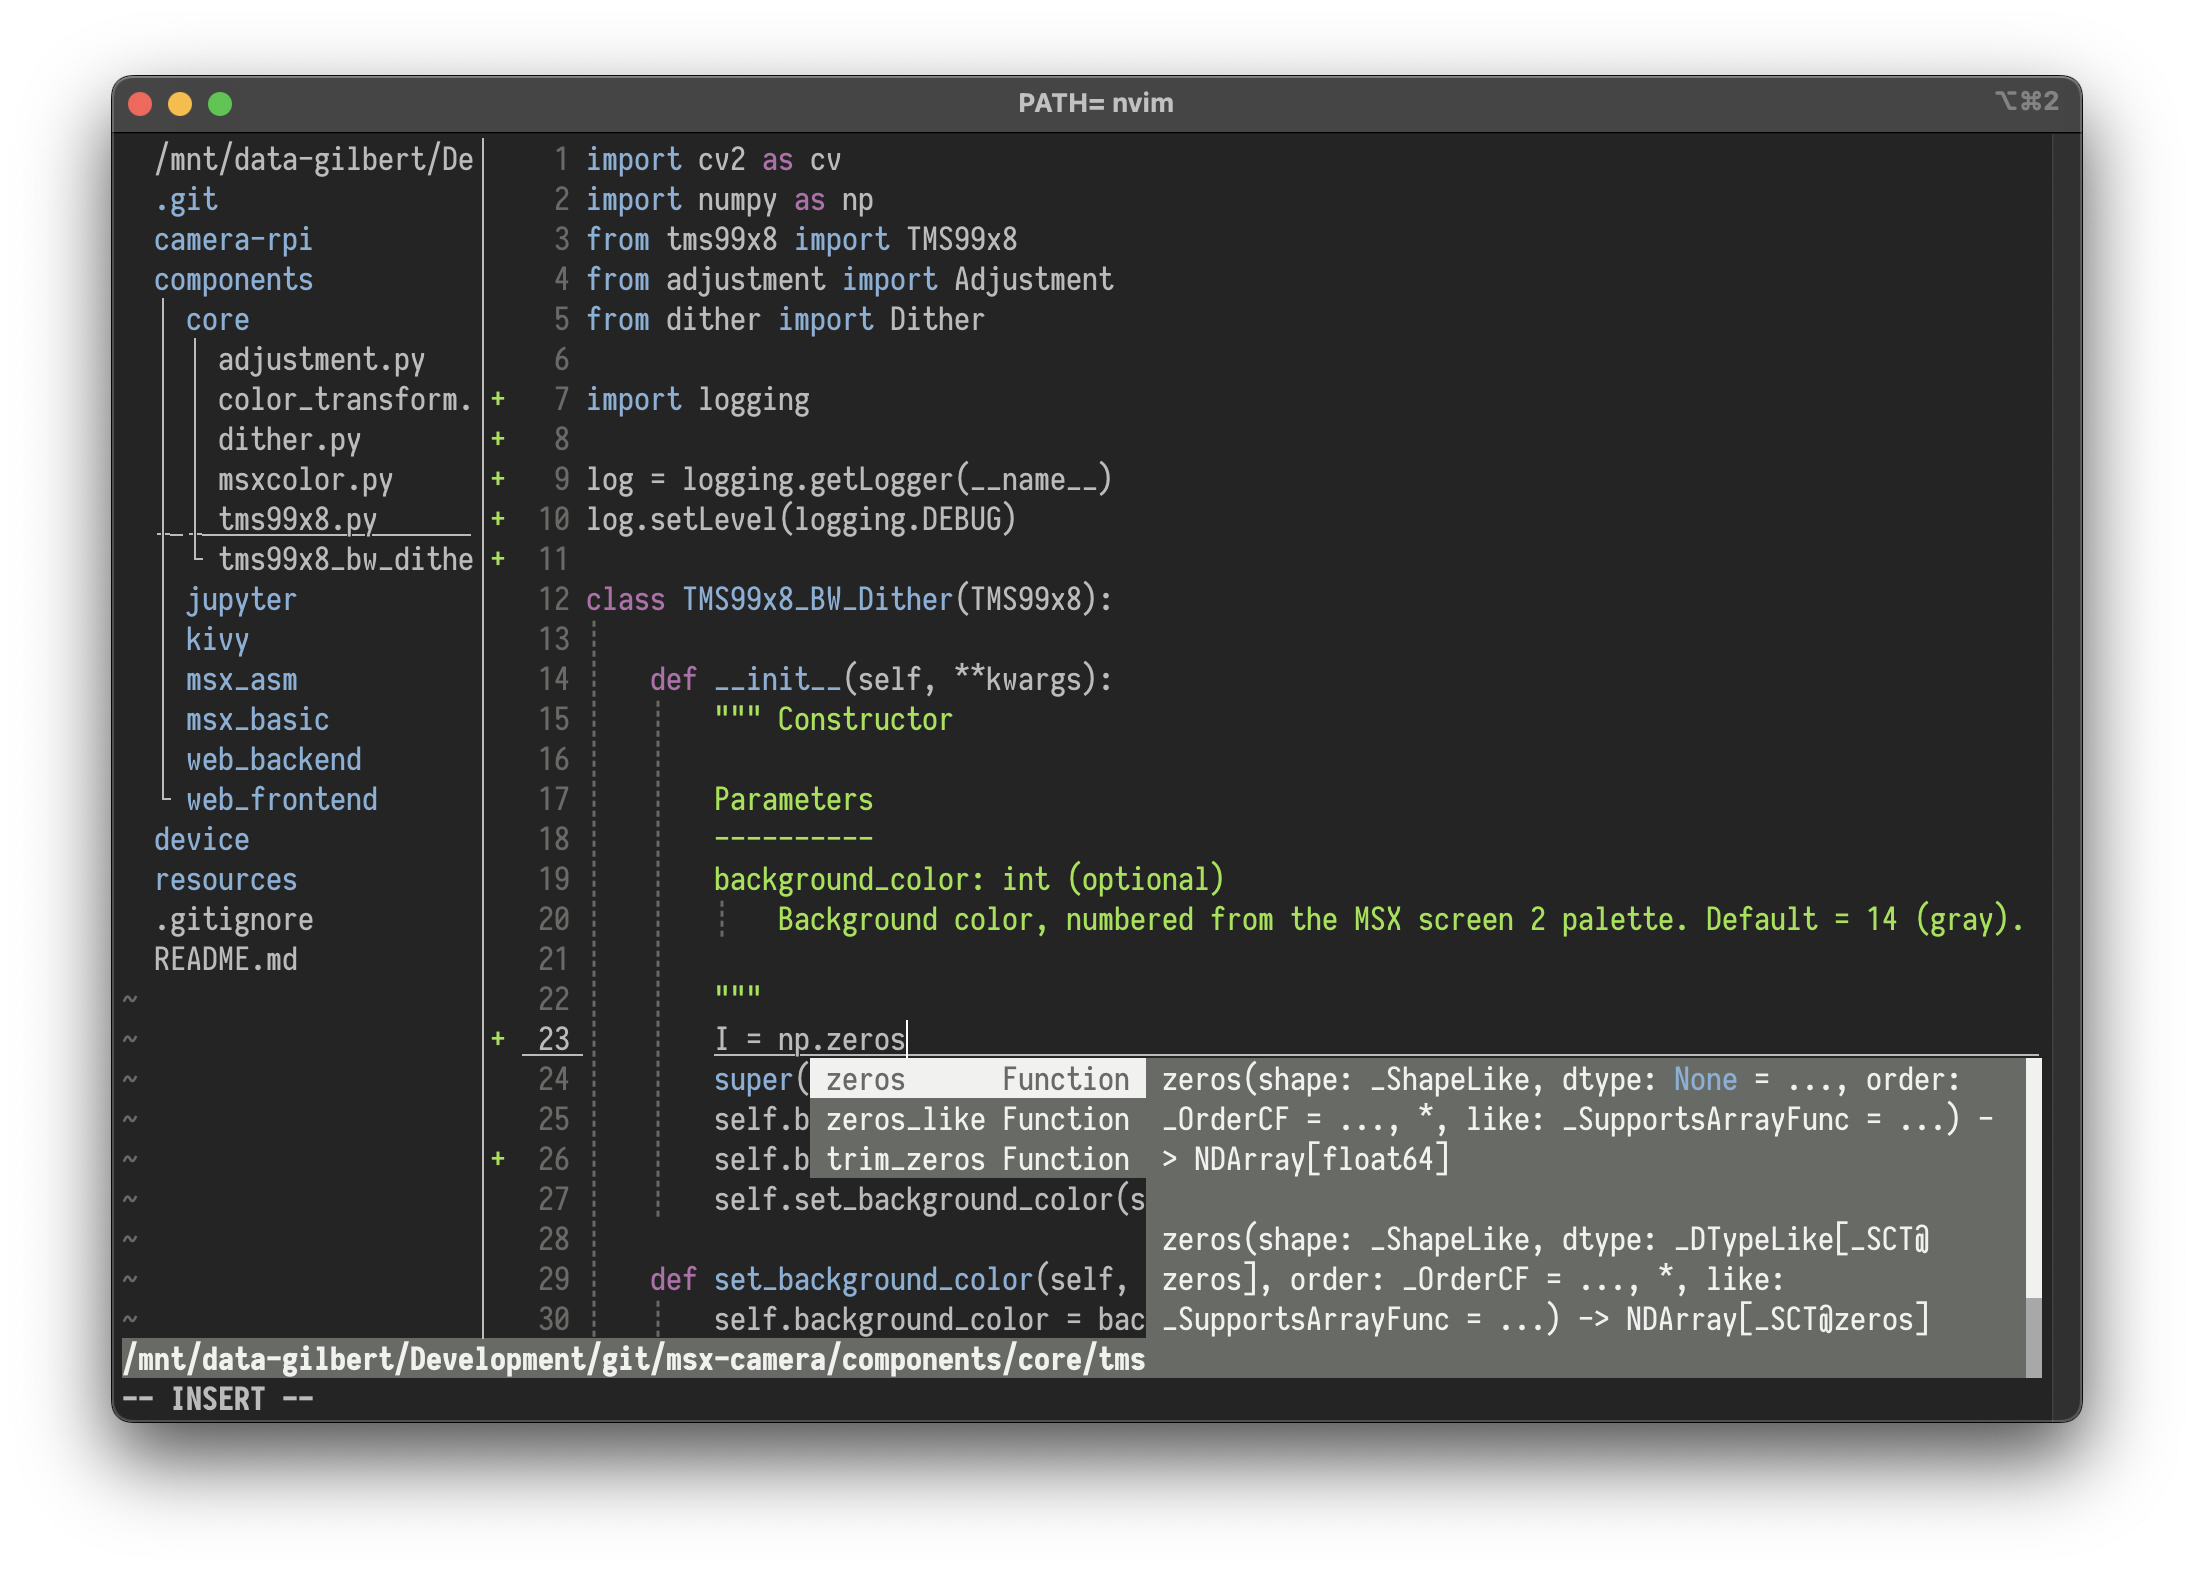 PATH= nvim
⌥⌘2
/mnt/data-gilbert/De
.git
camera-rpi
components
core
adjustment.py
color_transform.
dither.py
msxcolor.py
tms99x8.py
tms99x8_bw_dithe
jupyter
kivy
msx_asm
msx_basic
web_backend
web_frontend
device
resources
.gitignore
README.md
~
~
~
~
~
~
~
~
~
1 import cv2 as cv
2 import numpy as np
3 from tms99x8 import TMS99x8
4 from adjustment import Adjustment
5 from dither import Dither
6
+ 7 import logging
+ 8
+ 9 log = logging.getLogger(__name__)
+ 10 log.setLevel(logging.DEBUG)
+ 11
12 class TMS99x8_BW_Dither(TMS99x8):
13
14 def __init__(self, **kwargs):
15 """ Constructor
16
17 Parameters
18 ----------
19 background_color: int (optional)
20 Background color, numbered from the MSX screen 2 palette. Default = 14 (gray).
21
22 """
+ 23 I = np.zeros
24 super(
25 self.b
+ 26 self.b
27 self.set_background_color(s
28
29 def set_background_color(self,
30 self.background_color = bac
zeros Function
zeros_like Function
trim_zeros Function
zeros(shape: _ShapeLike, dtype: None = ..., order:
_OrderCF = ..., *, like: _SupportsArrayFunc = ...) -
> NDArray[float64]
zeros(shape: _ShapeLike, dtype: _DTypeLike[_SCT@
zeros], order: _OrderCF = ..., *, like:
_SupportsArrayFunc = ...) -> NDArray[_SCT@zeros]
/mnt/data-gilbert/Development/git/msx-camera/components/core/tms
-- INSERT --